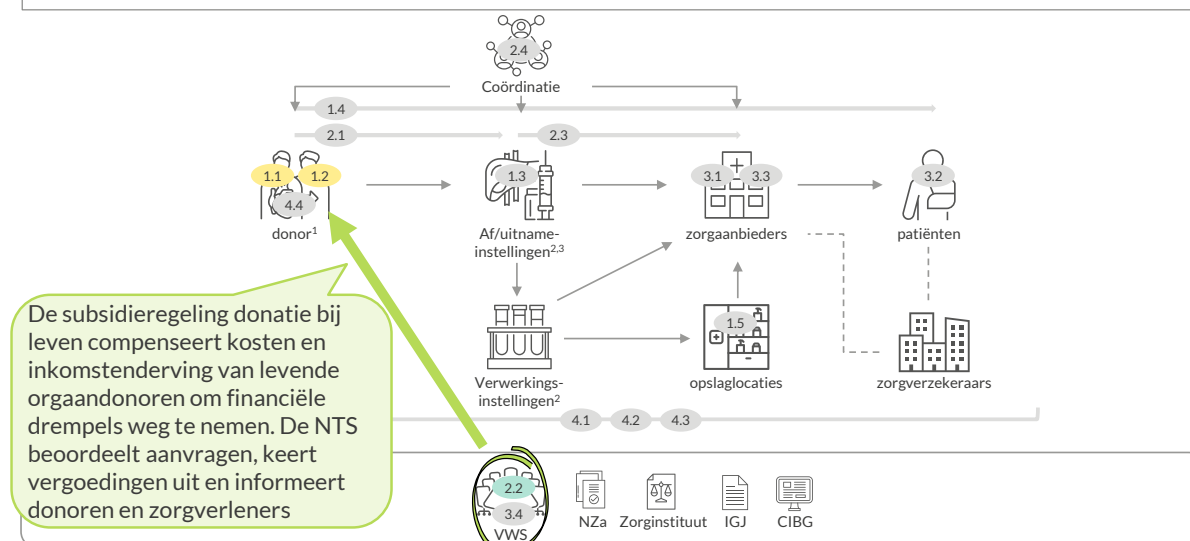 2.4
Coördinatie
1.4
2.1
2.3
1.1
1.2
4.4
donor1
1.3
Af/uitname-
instellingen2,3
3.1
3.3
zorgaanbieders
3.2
patiënten
De subsidieregeling donatie bij
leven compenseert kosten en
inkomstenderving van levende
orgaandonoren om financiële
drempels weg te nemen. De NTS
beoordeelt aanvragen, keert
vergoedingen uit en informeert
donoren en zorgverleners
Verwerkings-
instellingen2
1.5
opslaglocaties
zorgverzekeraars
4.1
4.2
4.3
2.2
3.4
VWS
NZa
Zorginstituut
IGJ
CIBG